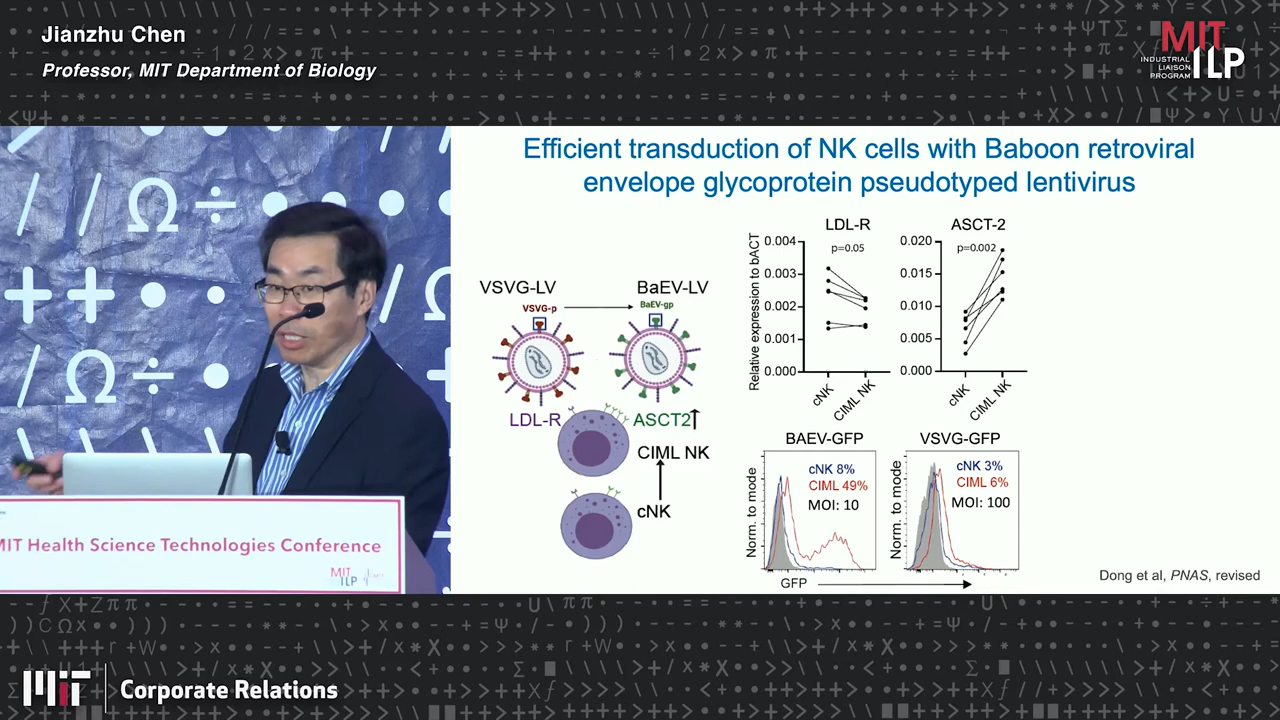 Jianzhu Chen
Professor, MIT Department of Biology
MIT
INDUSTRIAL
LIAISON
PROGRAM
ILP
Efficient transduction of NK cells with Baboon retroviral
envelope glycoprotein pseudotyped lentivirus
VSVG-LV
BaEV-LV
VSVG-p
BaEV-gp
LDL-R
ASCT2
CIML NK
cNK
LDL-R
p=0.05
Relative expression to bACT
0.004
0.003
0.002
0.001
0.000
cNK
CIML NK
ASCT-2
p=0.002
0.020
0.015
0.010
0.005
0.000
cNK
CIML NK
BAEV-GFP
cNK 8%
CIML 49%
MOI: 10
Norm. to mode
VSVG-GFP
cNK 3%
CIML 6%
MOI: 100
Norm. to mode
GFP
Dong et al, PNAS, revised
MIT Health Science Technologies Conference
MIT
ILP
MIT
Corporate Relations